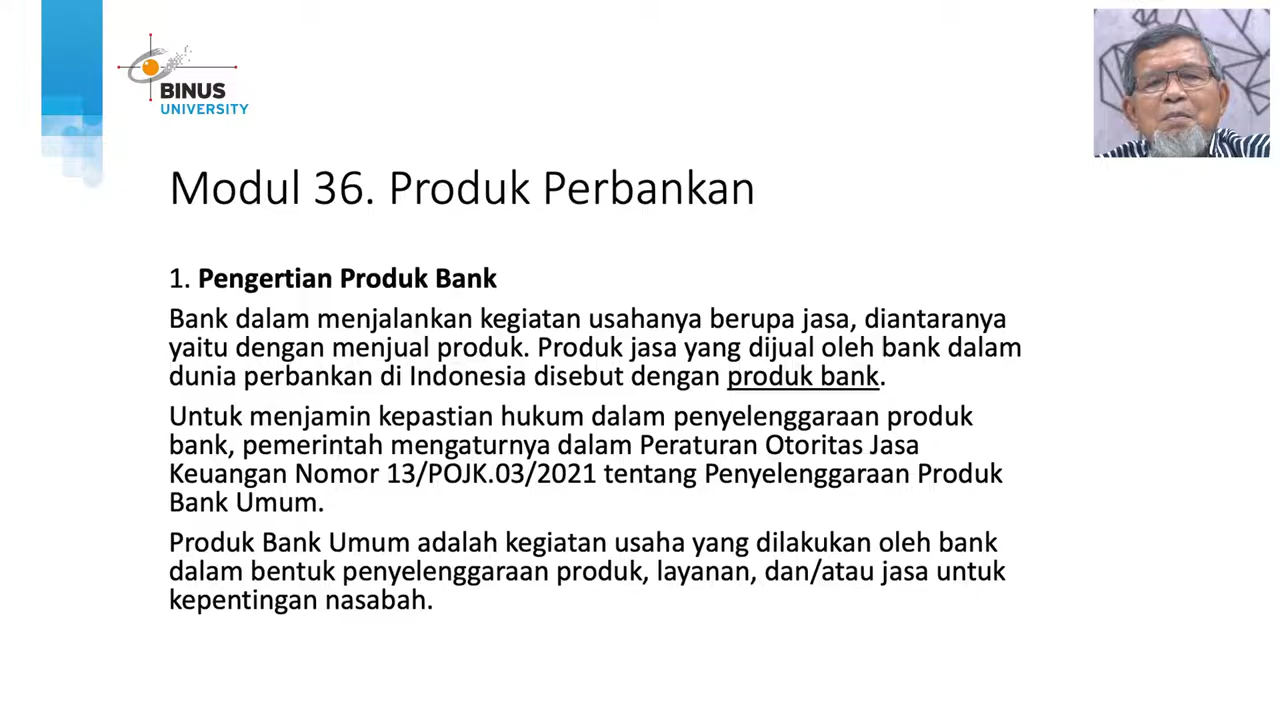 BINUS
UNIVERSITY
Modul 36. Produk Perbankan
1. Pengertian Produk Bank
Bank dalam menjalankan kegiatan usahanya berupa jasa, diantaranya
yaitu dengan menjual produk. Produk jasa yang dijual oleh bank dalam
dunia perbankan di Indonesia disebut dengan produk bank.
Untuk menjamin kepastian hukum dalam penyelenggaraan produk
bank, pemerintah mengaturnya dalam Peraturan Otoritas Jasa
Keuangan Nomor 13/POJK.03/2021 tentang Penyelenggaraan Produk
Bank Umum.
Produk Bank Umum adalah kegiatan usaha yang dilakukan oleh bank
dalam bentuk penyelenggaraan produk, layanan, dan/atau jasa untuk
kepentingan nasabah.